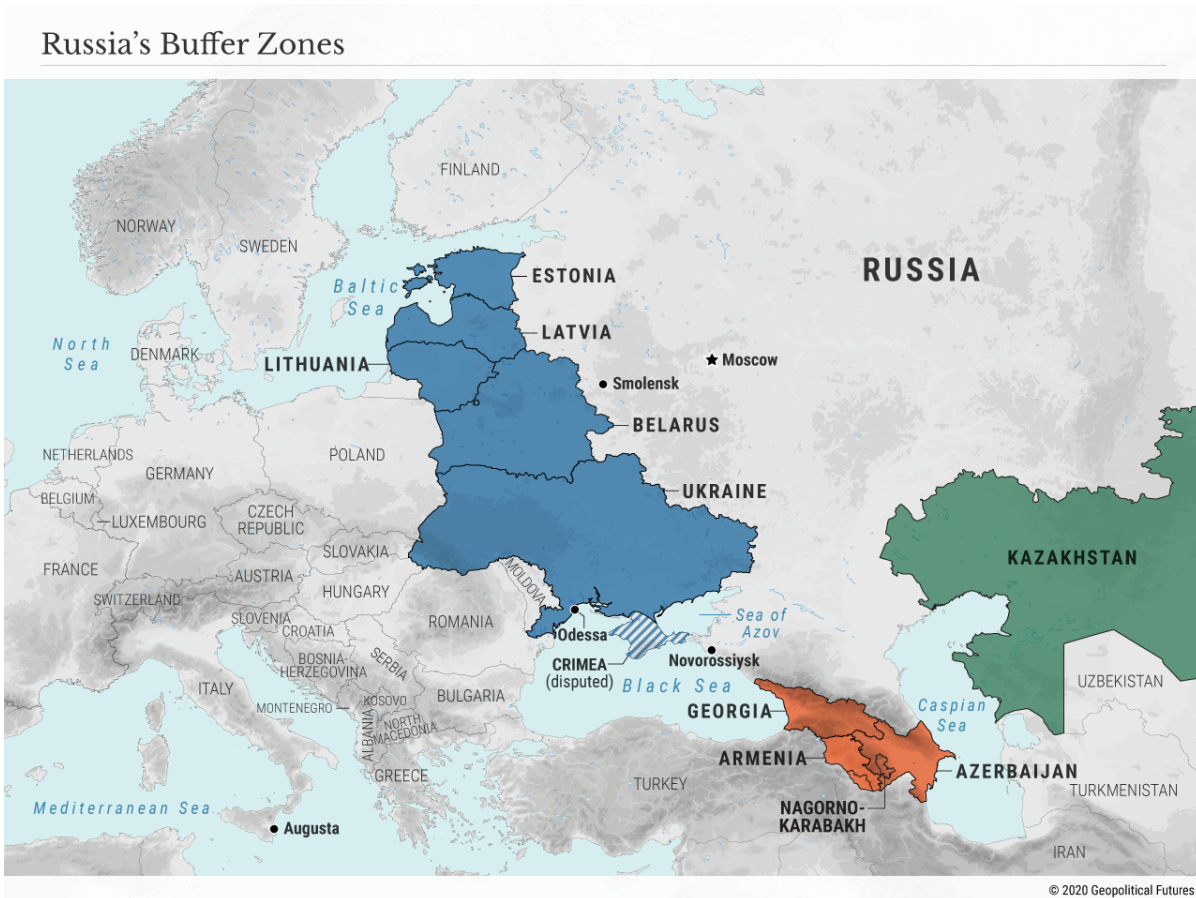 Russia's Buffer Zones
FINLAND
NORWAY
SWEDEN
RUSSIA
ESTONIA
Baltic
Sea
LATVIA
North
Sea
DENMARK
LITHUANIA
Moscow
Smolensk
BELARUS
NETHERLANDS
POLAND
GERMANY
UKRAINE
BELGIUM
LUXEMBOURG
CZECH
REPUBLIC
SLOVAKIA
KAZAKHSTAN
FRANCE
AUSTRIA
MOLDOVA
HUNGARY
SWITZERLAND
SLOVENIA
ROMANIA
Sea of
Azov
CROATIA
Odessa
BOSNIA-
HERZEGOVINA
SERBIA
CRIMEA
(disputed)
Novorossiysk
Black Sea
UZBEKISTAN
ITALY
KOSOVO
BULGARIA
MONTENEGRO
GEORGIA
Caspian
Sea
NORTH
MACEDONIA
ALBANIA
ARMENIA
AZERBAIJAN
GREECE
TURKEY
TURKMENISTAN
Mediterranean Sea
NAGORNO-
KARABAKH
Augusta
IRAN
© 2020 Geopolitical Futures